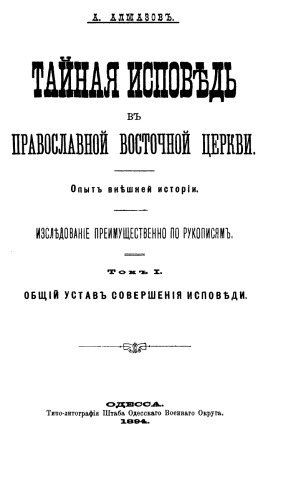 А. АЛМАЗОВЪ.
ТАЙНАЯ ИСПОВѢДЬ
ВЪ
ПРАВОСЛАВНОЙ ВОСТОЧНОЙ ЦЕРКВИ.
Опытъ внѣшней исторіи.
ИЗСЛѢДОВАНІЕ ПРЕИМУЩЕСТВЕННО ПО РУКОПИСЯМЪ.
Томъ I.
ОБЩІЙ УСТАВЪ СОВЕРШЕНІЯ ИСПОВѢДИ.
ОДЕССА.
Типо-литографія Штаба Одесскаго Военнаго Округа.
1894.